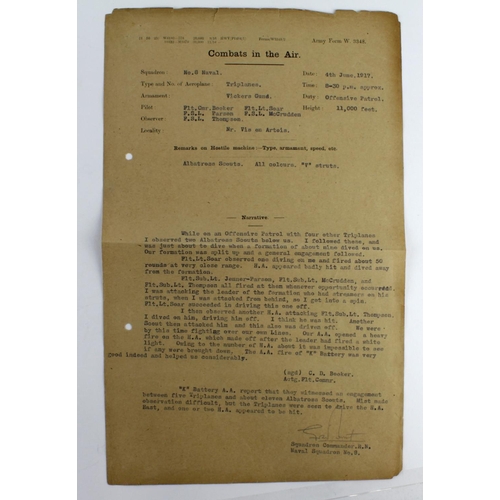 Army Form W. 3348.
Combats in the Air.
Squadron: No.8 Naval. Date: 4th June, 1917.
Type and No. of Aeroplane: Triplanes. Time: 8-30 p.m. approx.
Armament: Vickers Guns. Duty: Offensive Patrol.
Pilot: Flt.Cdr. Booker Flt.Lt. Soar Height: 11,000 feet.
F.S.L. Parson F.S.L. McCrudden
Observer: F.S.L. Thompson.
Locality: Nr. Vis en Artois.
Remarks on Hostile machine:—Type, armament, speed, etc.
Albatross Scouts. All colours. "K" struts.
Narrative:
While on an Offensive Patrol with four other Triplanes
I observed two Albatross Scouts below me. I followed them, and
was just about to dive when a formation of about nine dived on us.
Our formation was split up and a general engagement followed.
Flt.Lt.Soar observed one diving on me and fired about 50
rounds at very close range. H.A. appeared badly hit and dived away
from the formation.
Flt.Sub.Lt. Parson, Flt.Sub.Lt. McCrudden, and
Flt.Sub.Lt. Thompson all fired at them whenever opportunity occurred.
I was attacking the leader of the formation who had streamers on his
struts, when I was attacked from behind, so I got into a spin.
Flt.Lt.Soar succeeded in driving this one off.
I then observed another H.A. attacking Flt.Sub.Lt. Thompson.
I dived on him, driving him off. I think he was hit. Another
Scout then attacked him and this also was driven off. We were
by this time fighting over our own Lines. Our A.A. opened a heavy
fire on the H.A. which made off after the leader had fired a white
light. Owing to the number of H.A. about it was impossible to see
if any were brought down. The A.A. fire of "K" Battery was very
good indeed and helped us considerably.
(sgd) C. D. Booker.
Actg.Flt.Commr.
"K" Battery A.A. report that they witnessed an engagement
between five Triplanes and about eleven Albatross Scouts. Mist made
observation difficult, but the Triplanes were seen to drive the H.A.
East, and one or two H.A. appeared to be hit.
Squadron Commander.R.N.
Naval Squadron No.8.